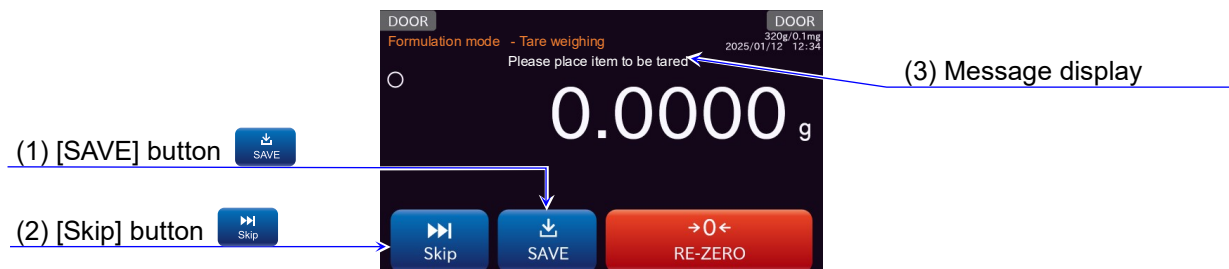 DOOR DOOR
Formulation mode - Tare weighing
320g/0.1mg
2025/01/12 12:34
Please place item to be tared
(3) Message display
0.0000 g
(1) [SAVE] button
SAVE
(2) [Skip] button
Skip
Skip
SAVE
→0←
RE-ZERO